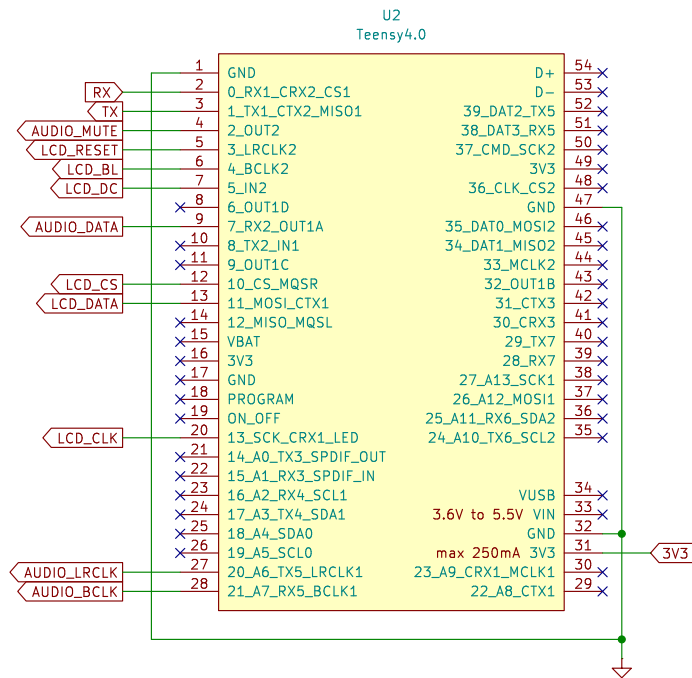 U2
Teensy4.0
1 GND D+ 54
RX 2 0_RX1_CRX2_CS1 D- 53
TX 3 1_TX1_CTX2_MISO1 39_DAT2_TX5 52
AUDIO_MUTE 4 2_OUT2 38_DAT3_RX5 51
LCD_RESET 5 3_LRCLK2 37_CMD_SCK2 50
LCD_BL 6 4_BCLK2 3V3 49
LCD_DC 7 5_IN2 36_CLK_CS2 48
8 6_OUT1D GND 47
AUDIO_DATA 9 7_RX2_OUT1A 35_DAT0_MOSI2 46
10 8_TX2_IN1 34_DAT1_MISO2 45
11 9_OUT1C 33_MCLK2 44
LCD_CS 12 10_CS_MQSR 32_OUT1B 43
LCD_DATA 13 11_MOSI_CTX1 31_CTX3 42
14 12_MISO_MQSL 30_CRX3 41
15 VBAT 29_TX7 40
16 3V3 28_RX7 39
17 GND 27_A13_SCK1 38
18 PROGRAM 26_A12_MOSI1 37
19 ON_OFF 25_A11_RX6_SDA2 36
LCD_CLK 20 13_SCK_CRX1_LED 24_A10_TX6_SCL2 35
21 14_A0_TX3_SPDIF_OUT
22 15_A1_RX3_SPDIF_IN
23 16_A2_RX4_SCL1 VUSB 34
24 17_A3_TX4_SDA1 3.6V to 5.5V VIN 33
25 18_A4_SDA0 GND 32
26 19_A5_SCL0 max 250mA 3V3 31 3V3
AUDIO_LRCLK 27 20_A6_TX5_LRCLK1 23_A9_CRX1_MCLK1 30
AUDIO_BCLK 28 21_A7_RX5_BCLK1 22_A8_CTX1 29